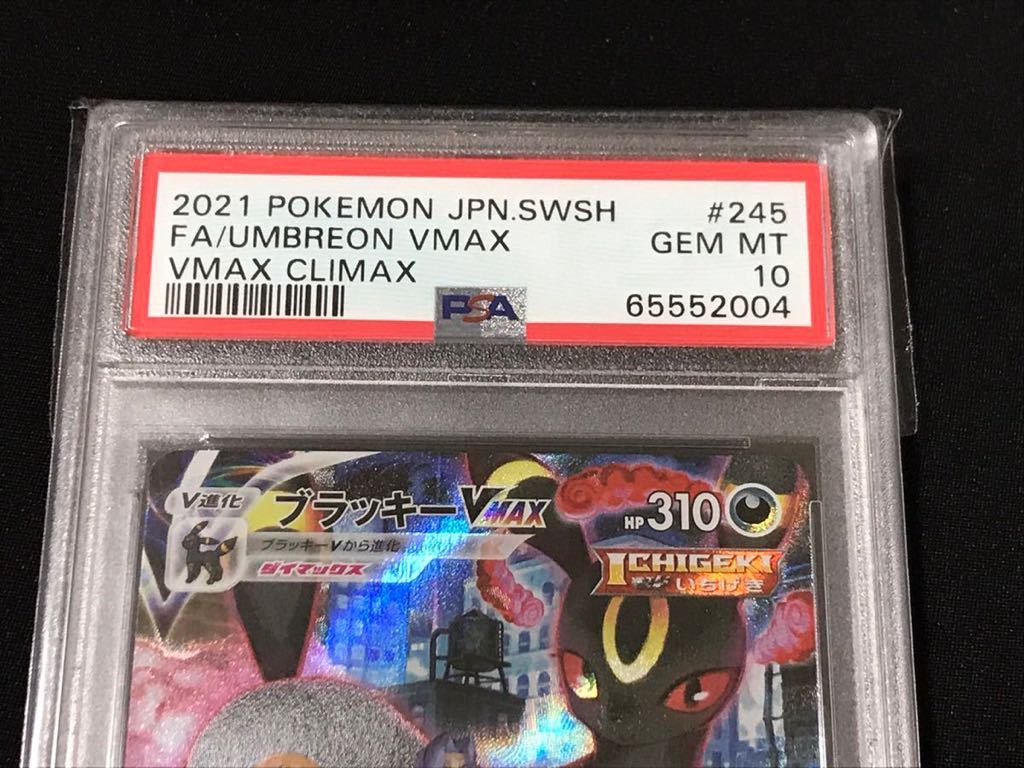 2021 POKEMON JPN.SWSH #245
FA/UMBREON VMAX GEM MT
VMAX CLIMAX 10
65552004
PSA
V進化
ブラッキーVMAX HP 310
ブラッキーVから進化
ダイマックス
ICHIGEKI
いちげき